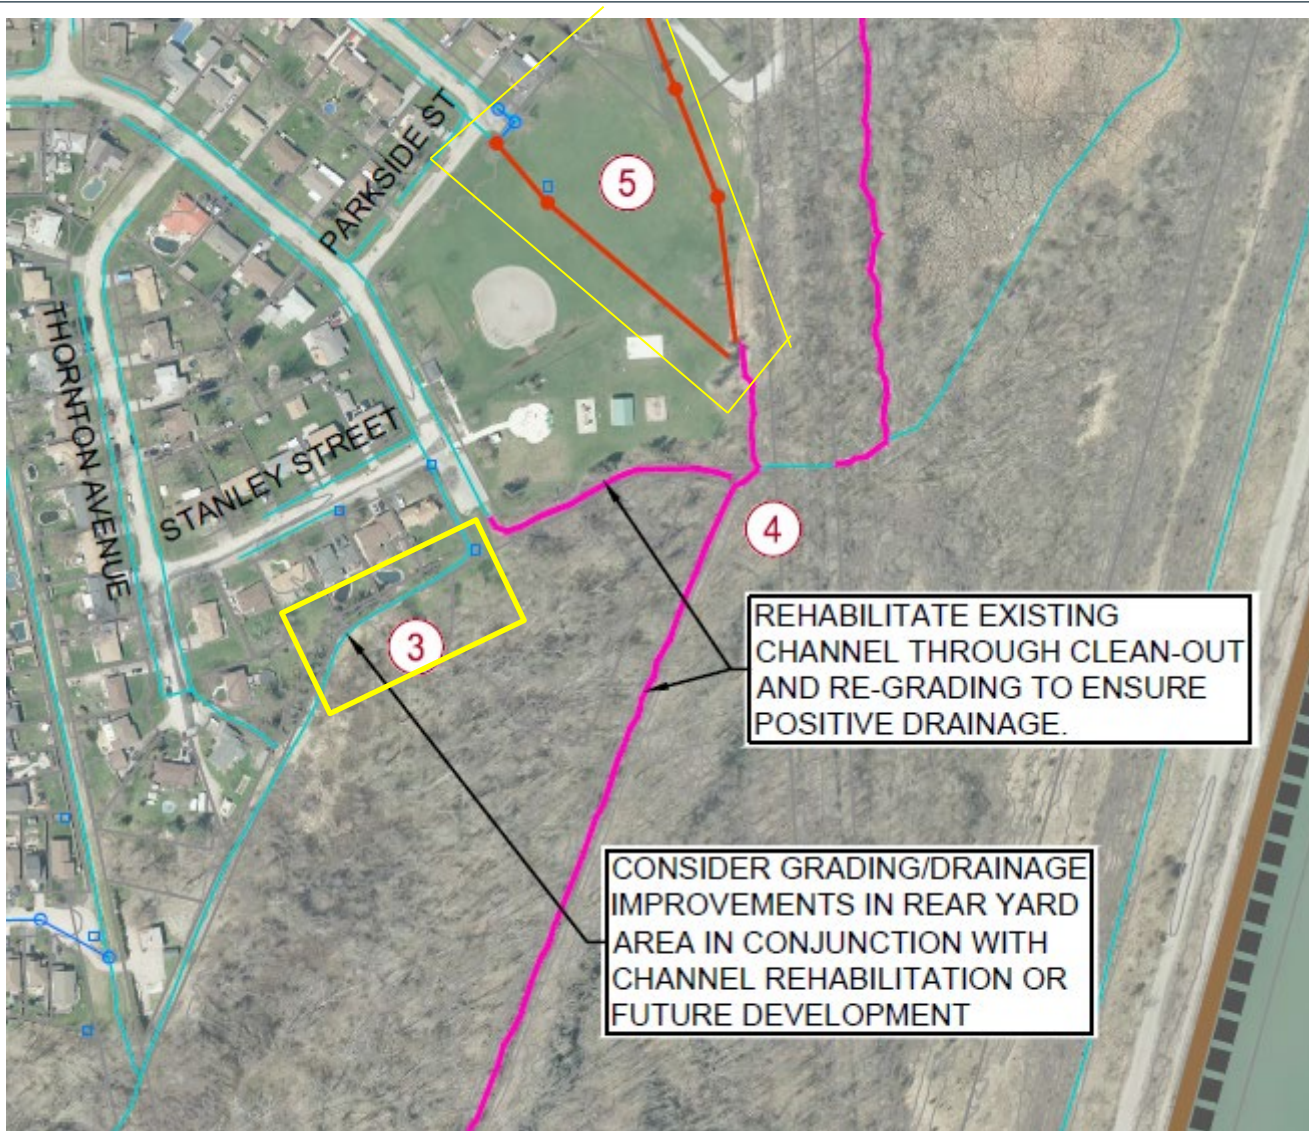 PARKSIDE ST
5
THORNTON AVENUE
STANLEY STREET
4
3
REHABILITATE EXISTING
CHANNEL THROUGH CLEAN-OUT
AND RE-GRADING TO ENSURE
POSITIVE DRAINAGE.
CONSIDER GRADING/DRAINAGE
IMPROVEMENTS IN REAR YARD
AREA IN CONJUNCTION WITH
CHANNEL REHABILITATION OR
FUTURE DEVELOPMENT